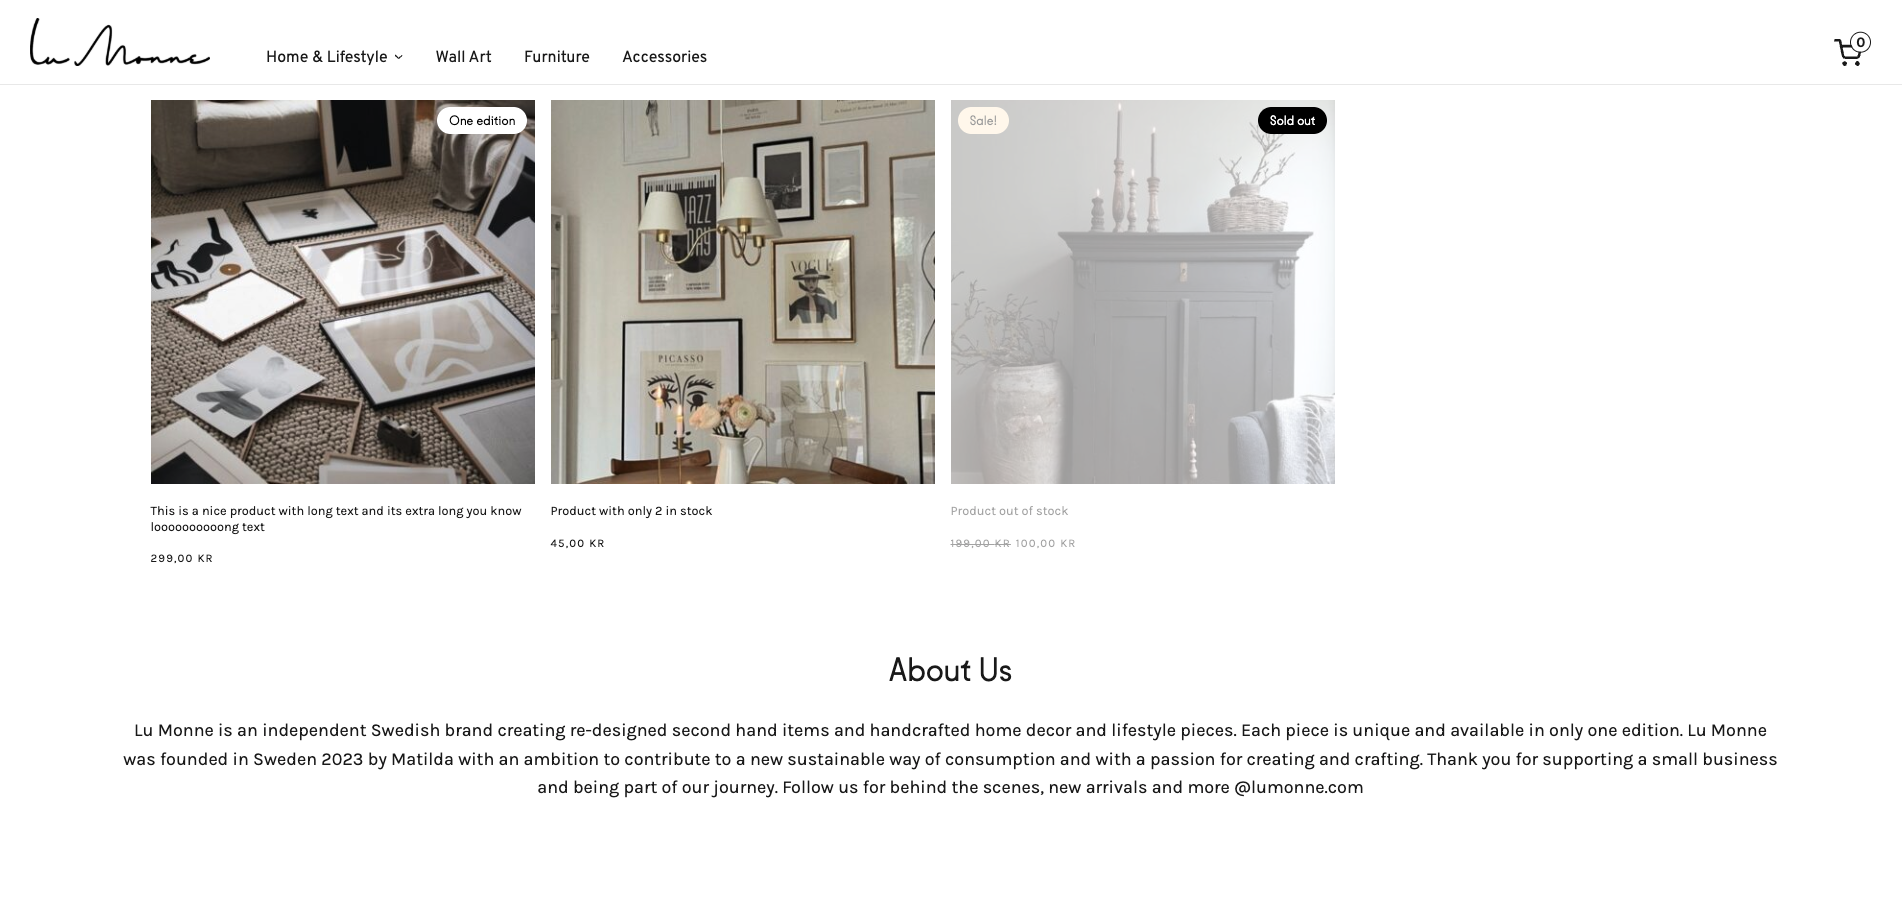 Lu Monne
Home & Lifestyle
Wall Art
Furniture
Accessories
0
One edition
Sale!
Sold out
JAZZ
DAY
VOGUE
PICASSO
This is a nice product with long text and its extra long you know
loooooooooong text
299,00 KR
Product with only 2 in stock
45,00 KR
Product out of stock
199,00 KR 100,00 KR
About Us
Lu Monne is an independent Swedish brand creating re-designed second hand items and handcrafted home decor and lifestyle pieces. Each piece is unique and available in only one edition. Lu Monne
was founded in Sweden 2023 by Matilda with an ambition to contribute to a new sustainable way of consumption and with a passion for creating and crafting. Thank you for supporting a small business
and being part of our journey. Follow us for behind the scenes, new arrivals and more @lumonne.com